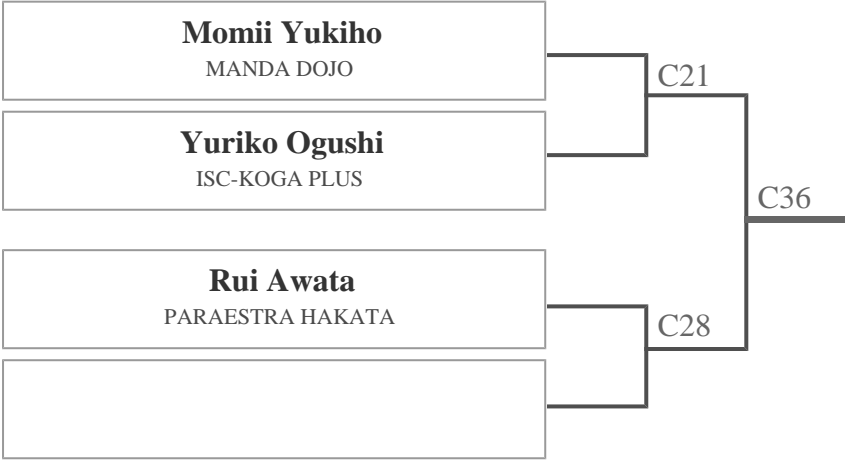 Momii Yukiho
MANDA DOJO
C21
Yuriko Ogushi
ISC-KOGA PLUS
C36
Rui Awata
PARAESTRA HAKATA
C28